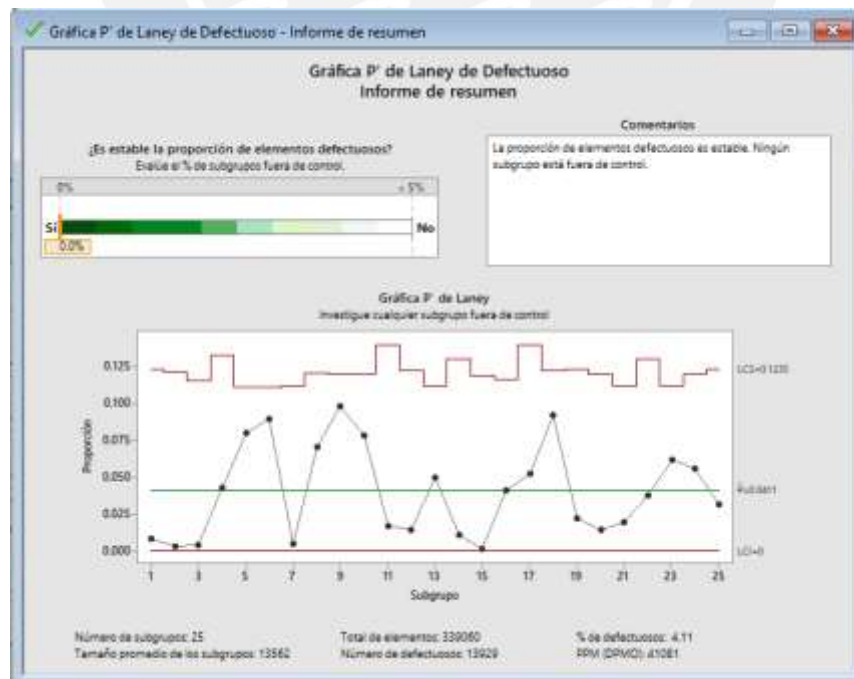 Gráfica P' de Laney de Defectuoso - Informe de resumen
Gráfica P' de Laney de Defectuoso
Informe de resumen
¿Es estable la proporción de elementos defectuosos?
Evalúe el % de subgrupos fuera de control.
0%
> 5%
Sí
No
0.0%
Comentarios
La proporción de elementos defectuosos es estable. Ningún
subgrupo está fuera de control.
Gráfica P' de Laney
Investigue cualquier subgrupo fuera de control
Proporción
0.125
0.100
0.075
0.050
0.025
0.000
LCI=0
1 3 5 7 9 11 13 15 17 19 21 23 25
Subgrupo
Número de subgrupos: 25
Tamaño promedio de los subgrupos: 13562
Total de elementos: 339060
Número de defectuosos: 13929
% de defectuosos: 4.11
PPM (DPMO): 41081